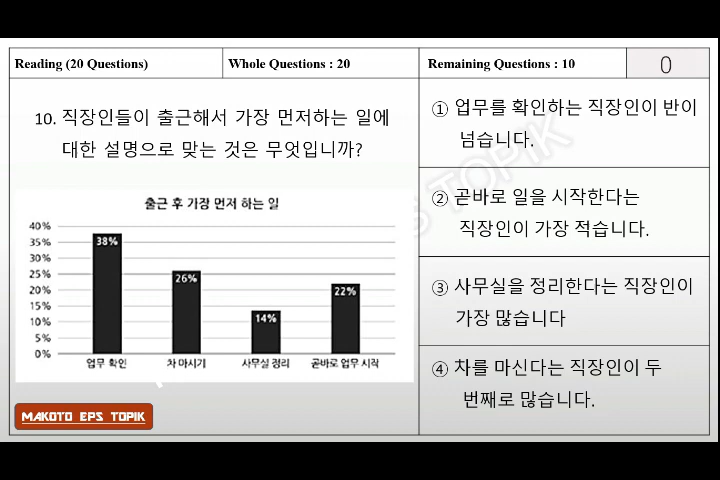 Reading (20 Questions)
Whole Questions : 20
Remaining Questions : 10
0
10. 직장인들이 출근해서 가장 먼저하는 일에
대한 설명으로 맞는 것은 무엇입니까?
출근 후 가장 먼저 하는 일
40%
35%
30%
25%
20%
15%
10%
5%
0%
38%
26%
14%
22%
업무 확인
차 마시기
사무실 정리
곧바로 업무 시작
MAKOTO EPS TOPIK
① 업무를 확인하는 직장인이 반이
넘습니다.
② 곧바로 일을 시작한다는
직장인이 가장 적습니다.
③ 사무실을 정리한다는 직장인이
가장 많습니다
④ 차를 마신다는 직장인이 두
번째로 많습니다.